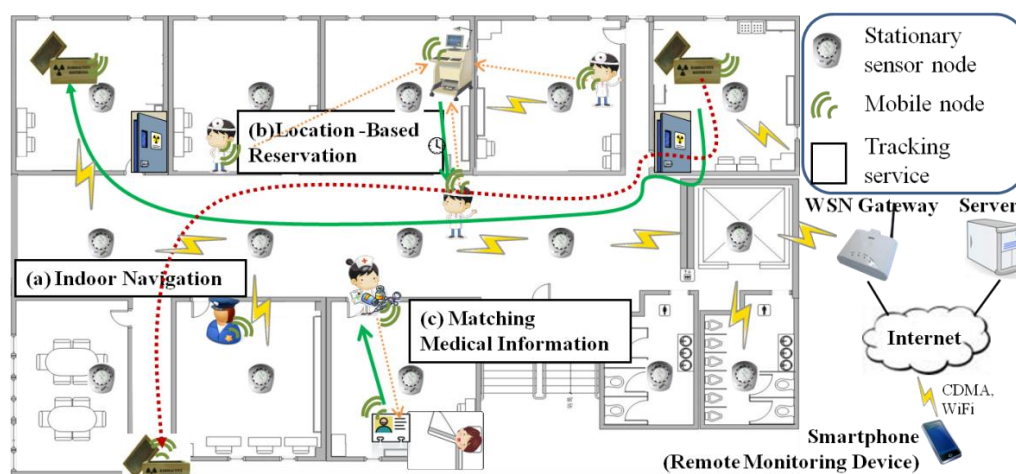 Stationary
sensor node
Mobile node
Tracking
service
(b)Location -Based
Reservation
WSN Gateway
Server
(a) Indoor Navigation
(c) Matching
Medical Information
Internet
CDMA,
WiFi
Smartphone
(Remote Monitoring Device)